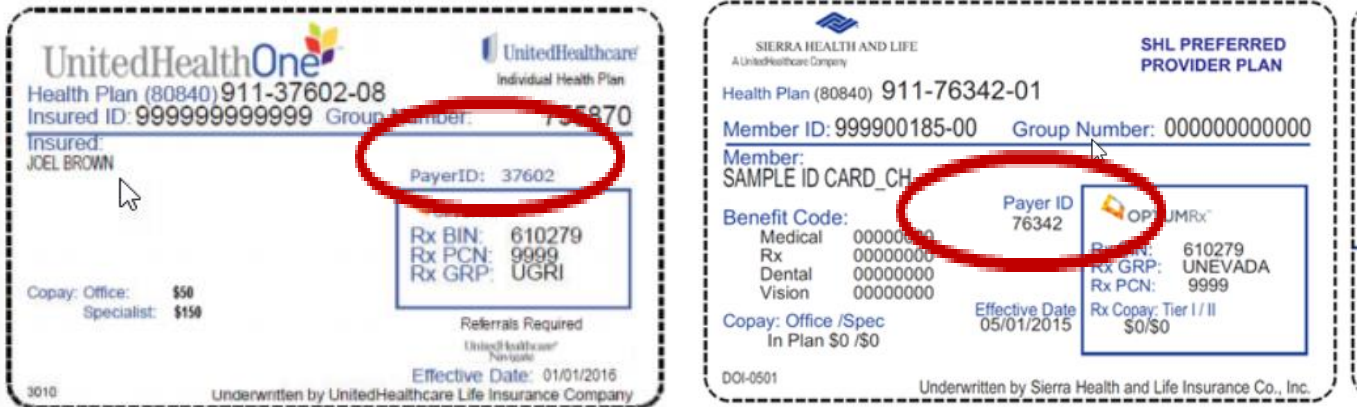 UnitedHealthOne
UnitedHealthcare
Individual Health Plan
Health Plan (80840) 911-37602-08
Insured ID: 999999999999 Group Number: 755870
Insured:
JOEL BROWN
PayerID: 37602
Rx BIN: 610279
Rx PCN: 9999
Rx GRP: UGRI
Copay: Office: $50
Specialist: $150
Referrals Required
UnitedHealthcare
Navigate
Effective Date: 01/01/2016
3010
Underwritten by UnitedHealthcare Life Insurance Company
SIERRA HEALTH AND LIFE
A UnitedHealthcare Company
SHL PREFERRED
PROVIDER PLAN
Health Plan (80840) 911-76342-01
Member ID: 999900185-00 Group Number: 000000000000
Member:
SAMPLE ID CARD_CH
Payer ID
76342
OPTUMRx
Benefit Code:
Medical 00000000
Rx 00000000
Dental 00000000
Vision 00000000
610279
Rx GRP: UNEVADA
Rx PCN: 9999
Copay: Office /Spec
In Plan $0 /$0
Effective Date
05/01/2015
Rx Copay: Tier I / II
$0/$0
DOI-0501
Underwritten by Sierra Health and Life Insurance Co., Inc.